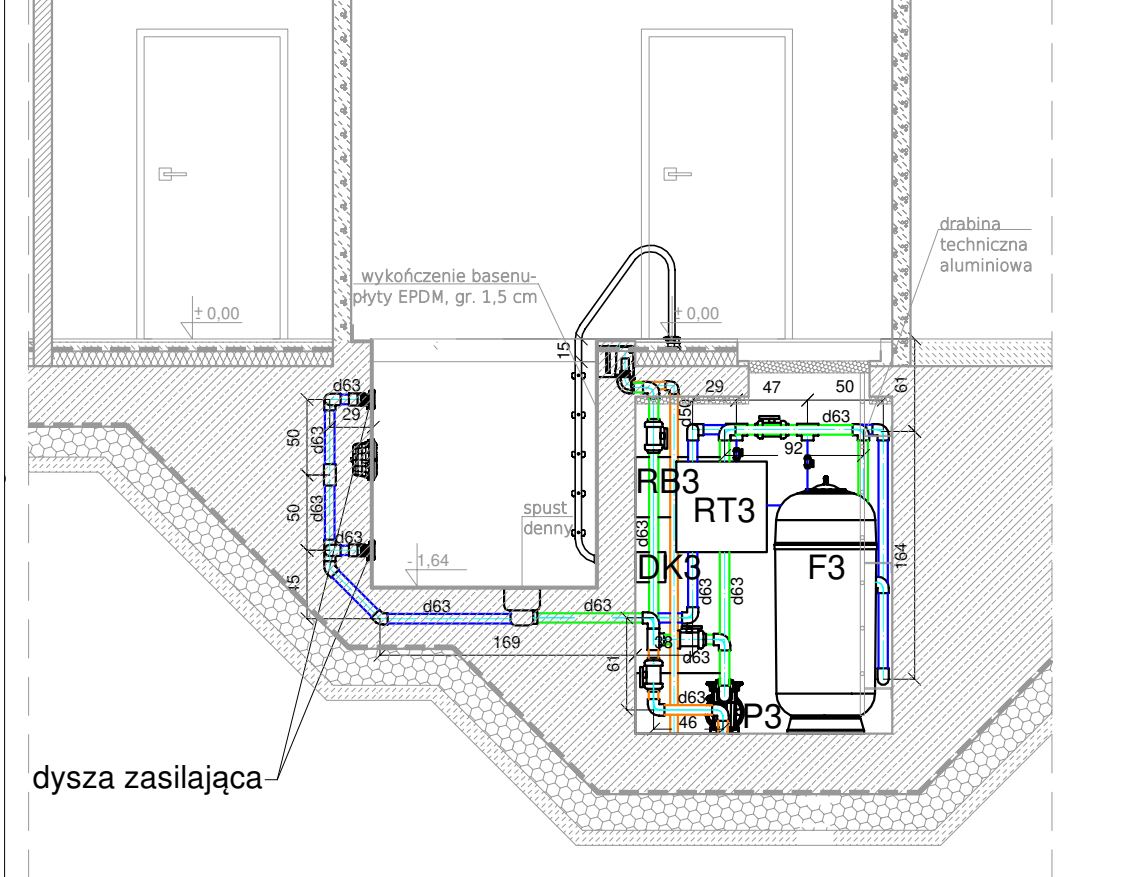 drabina
techniczna
aluminiowa
wykończenie basenu-
płyty EPDM, gr. 1,5 cm
± 0,00
± 0,00
15
d63
29
50
d63
50
d63
d63
15
29
47
50
61
d50
d63
92
RB3
RT3
spust
denny
d63
DK3
F3
164
- 1,64
d63
d63
d63
d63
169
38
d63
61
d63
46
P3
dysza zasilająca